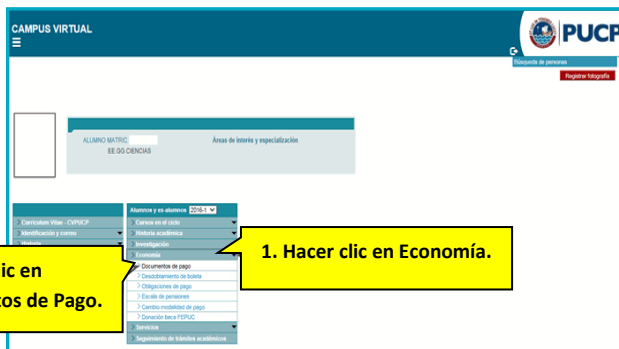 CAMPUS VIRTUAL
PUCP
Búsqueda de personas
Registrar fotografía
ALUMNO MATRIC
EE.GG.CIENCIAS
Áreas de interés y especialización
Alumnos y ex-alumnos 2016-1
Curriculum Vitae - CVPUCP
Identificación y correo
Historia
Cursos en el ciclo
Historia académica
Investigación
Economía
Documentos de pago
Desdoblamiento de boleta
Obligaciones de pago
Escala de pensiones
Cambio modalidad de pago
Donación beca FEPUC
Servicios
Seguimiento de trámites académicos
1. Hacer clic en Economía.
ic en
tos de Pago.